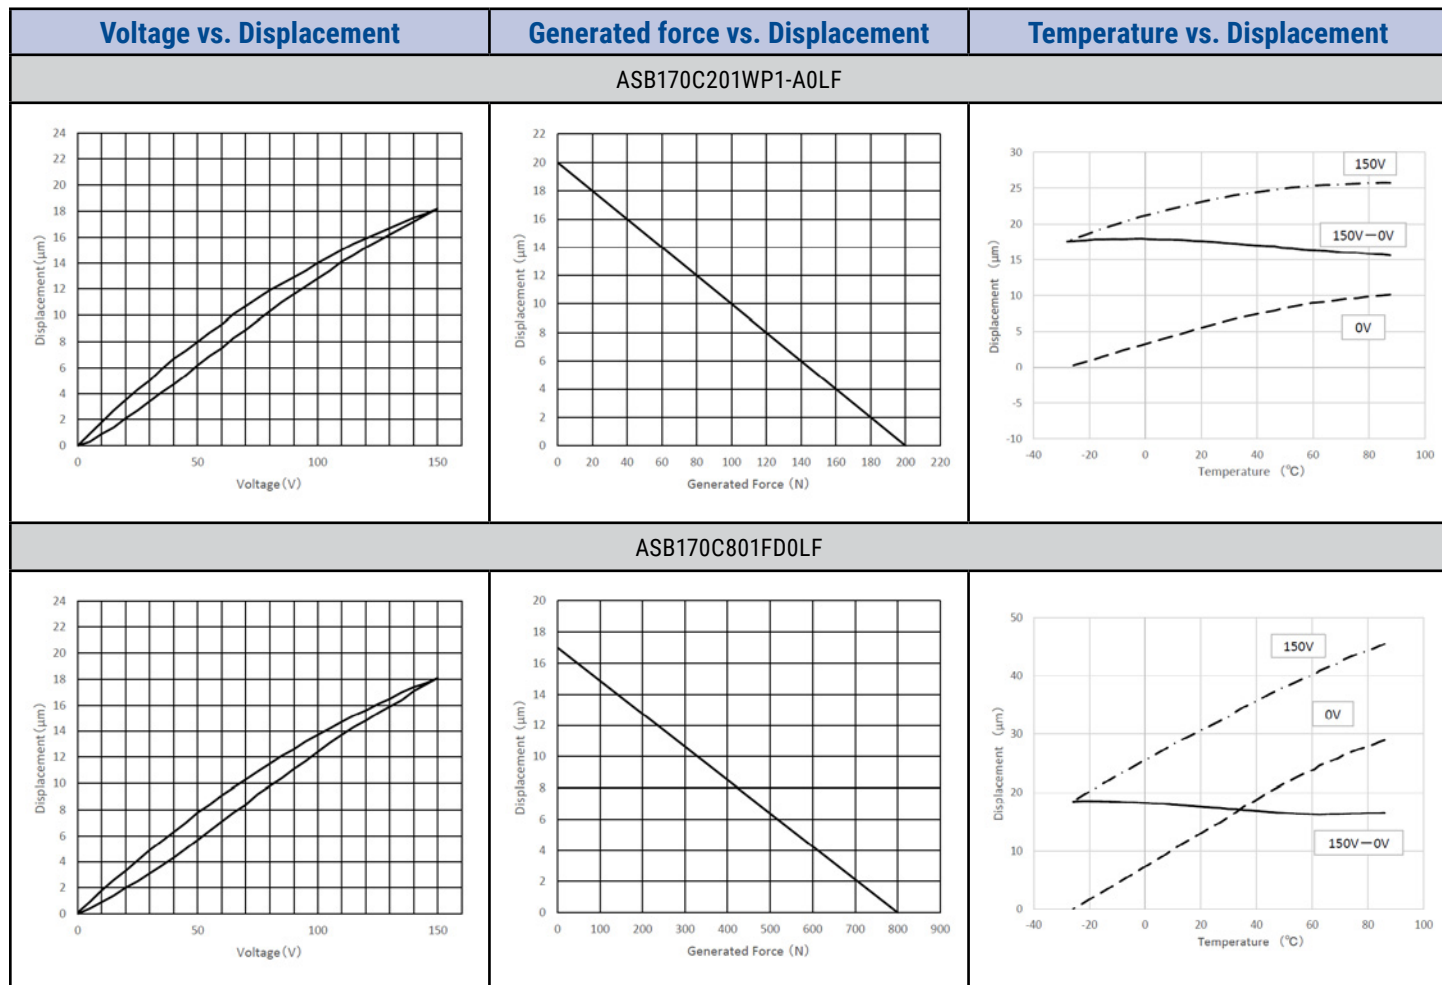 Voltage vs. Displacement
Generated force vs. Displacement
Temperature vs. Displacement
ASB170C201WP1-A0LF
24
22
20
18
16
14
12
10
8
6
4
2
0
Displacement(μm)
0 50 100 150
Voltage(V)
22
20
18
16
14
12
10
8
6
4
2
0
Displacement (μm)
0 20 40 60 80 100 120 140 160 180 200 220
Generated Force (N)
30
25
20
15
10
5
0
-5
-10
Displacement (μm)
150V
150V－0V
0V
-40 -20 0 20 40 60 80 100
Temperature (℃)
ASB170C801FD0LF
24
22
20
18
16
14
12
10
8
6
4
2
0
Displacement(μm)
0 50 100 150
Voltage(V)
20
18
16
14
12
10
8
6
4
2
0
Displacement (μm)
0 100 200 300 400 500 600 700 800 900
Generated Force (N)
50
40
30
20
10
0
Displacement (μm)
150V
0V
150V－0V
-40 -20 0 20 40 60 80 100
Temperature (℃)